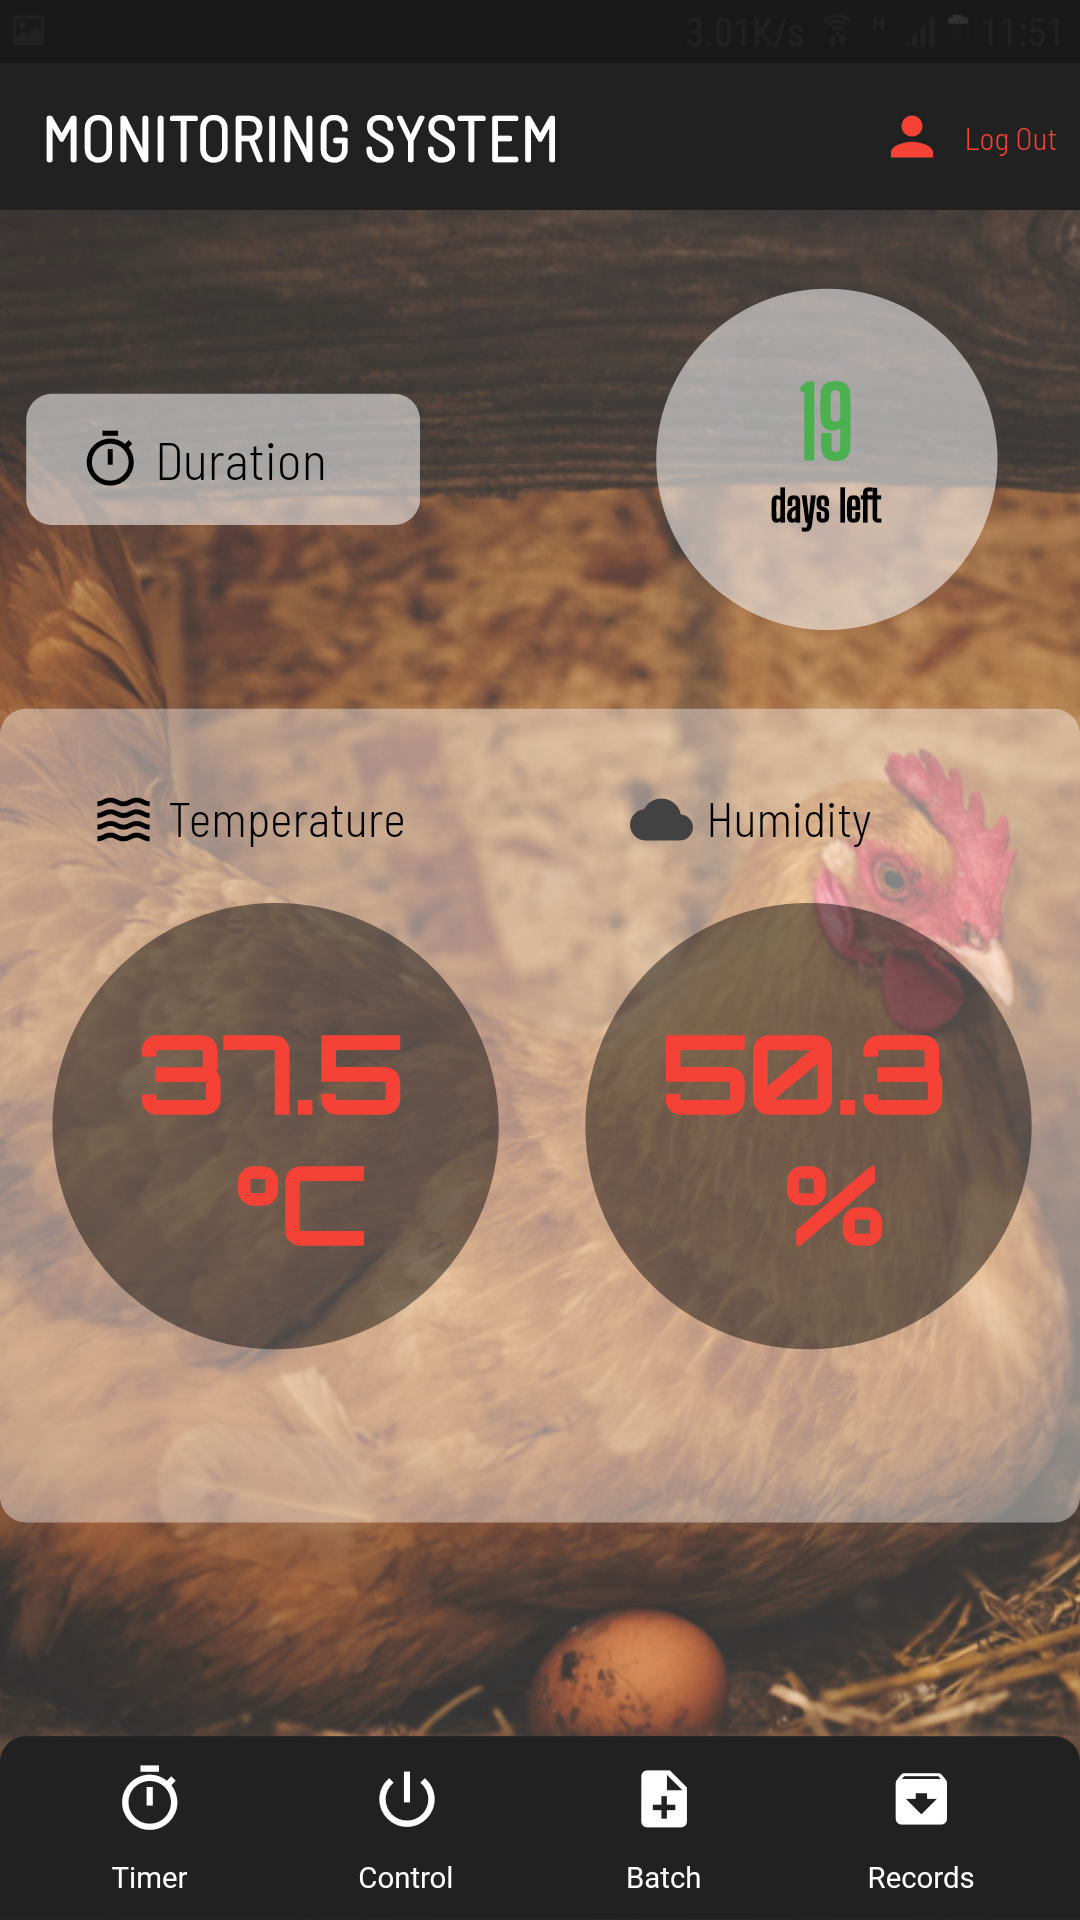 3.01K/s H 11:51
MONITORING SYSTEM
Log Out
19
days left
Duration
Temperature
Humidity
37.5
°C
50.3
%
Timer
Control
Batch
Records